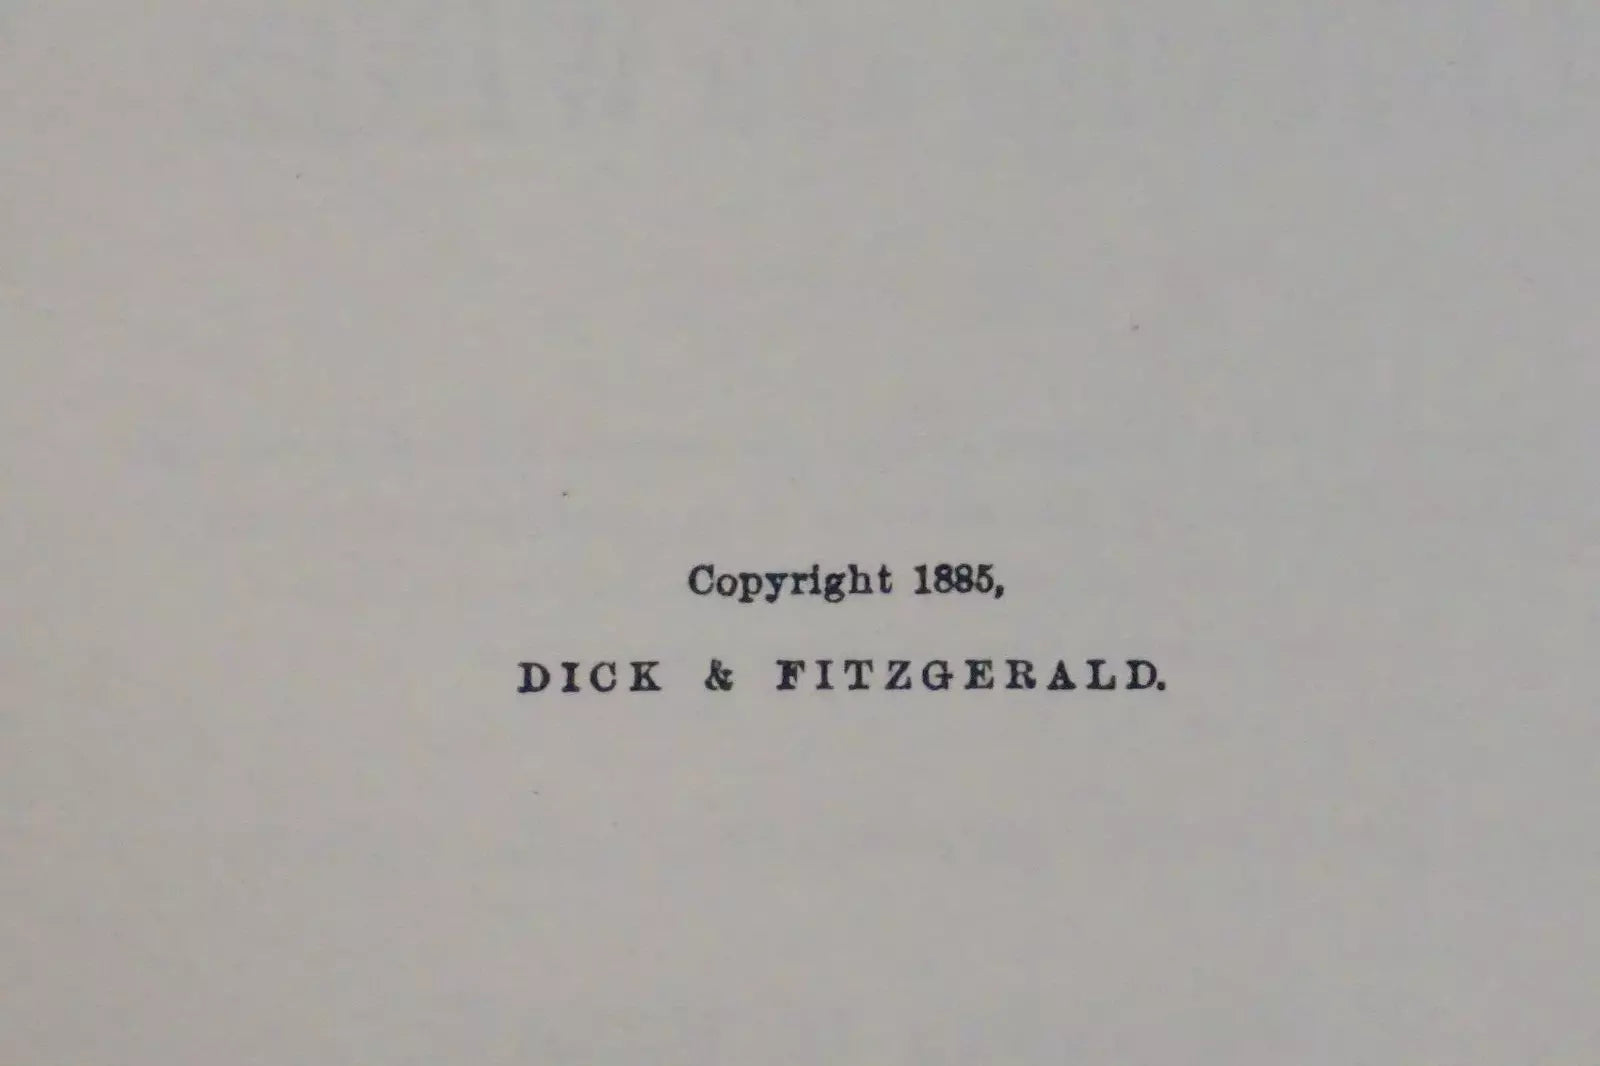 Copyright 1885,
DICK & FITZGERALD.